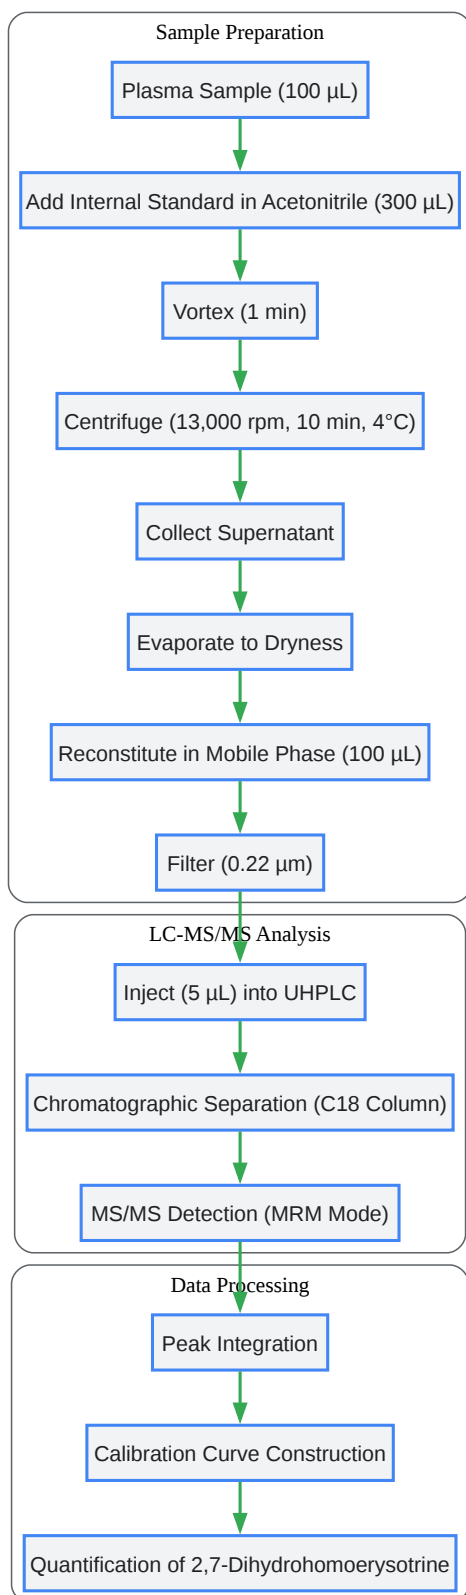 Sample Preparation
Plasma Sample (100 µL)
Add Internal Standard in Acetonitrile (300 µL)
Vortex (1 min)
Centrifuge (13,000 rpm, 10 min, 4°C)
Collect Supernatant
Evaporate to Dryness
Reconstitute in Mobile Phase (100 µL)
Filter (0.22 µm)
LC-MS/MS Analysis
Inject (5 µL) into UHPLC
Chromatographic Separation (C18 Column)
MS/MS Detection (MRM Mode)
Data Processing
Peak Integration
Calibration Curve Construction
Quantification of 2,7-Dihydrohomoerysotrine